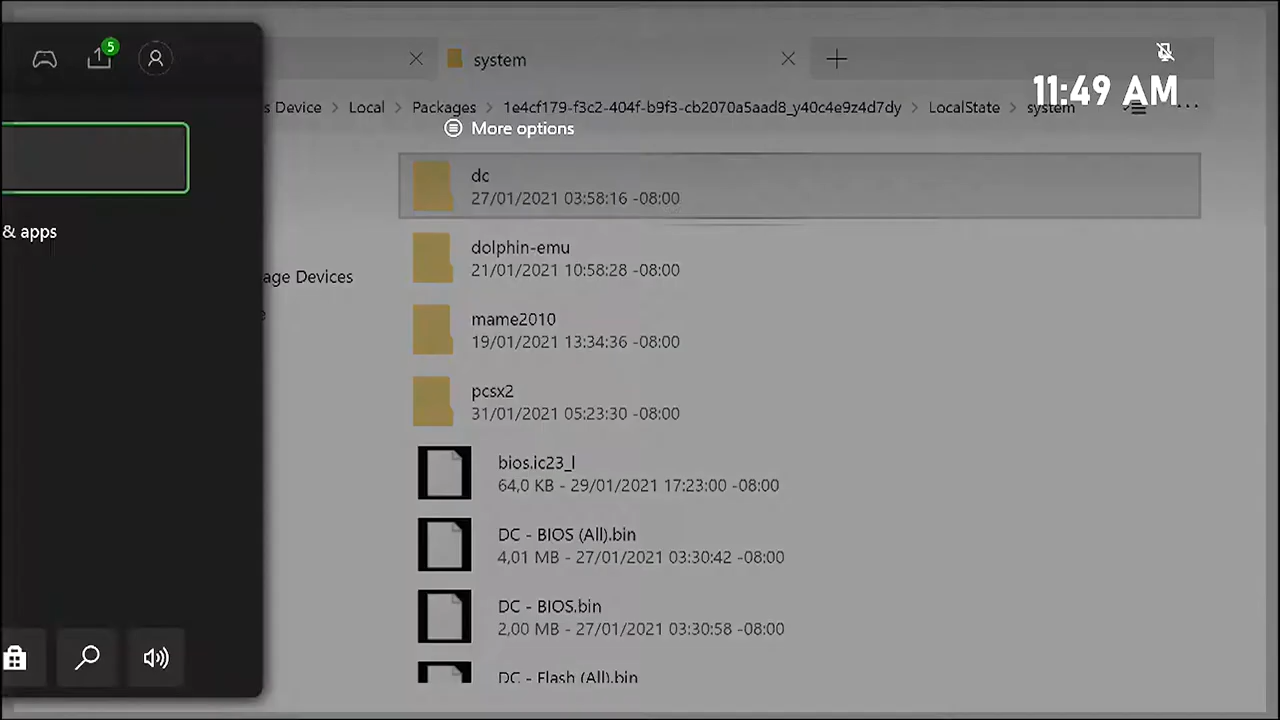 5
system
11:49 AM
s Device > Local > Packages > 1e4cf179-f3c2-404f-b9f3-cb2070a5aad8_y40c4e9z4d7dy > LocalState > system
More options
& apps
age Devices
e
dc
27/01/2021 03:58:16 -08:00
dolphin-emu
21/01/2021 10:58:28 -08:00
mame2010
19/01/2021 13:34:36 -08:00
pcsx2
31/01/2021 05:23:30 -08:00
bios.ic23_l
64,0 KB - 29/01/2021 17:23:00 -08:00
DC - BIOS (All).bin
4,01 MB - 27/01/2021 03:30:42 -08:00
DC - BIOS.bin
2,00 MB - 27/01/2021 03:30:58 -08:00
DC - Flash (All).bin